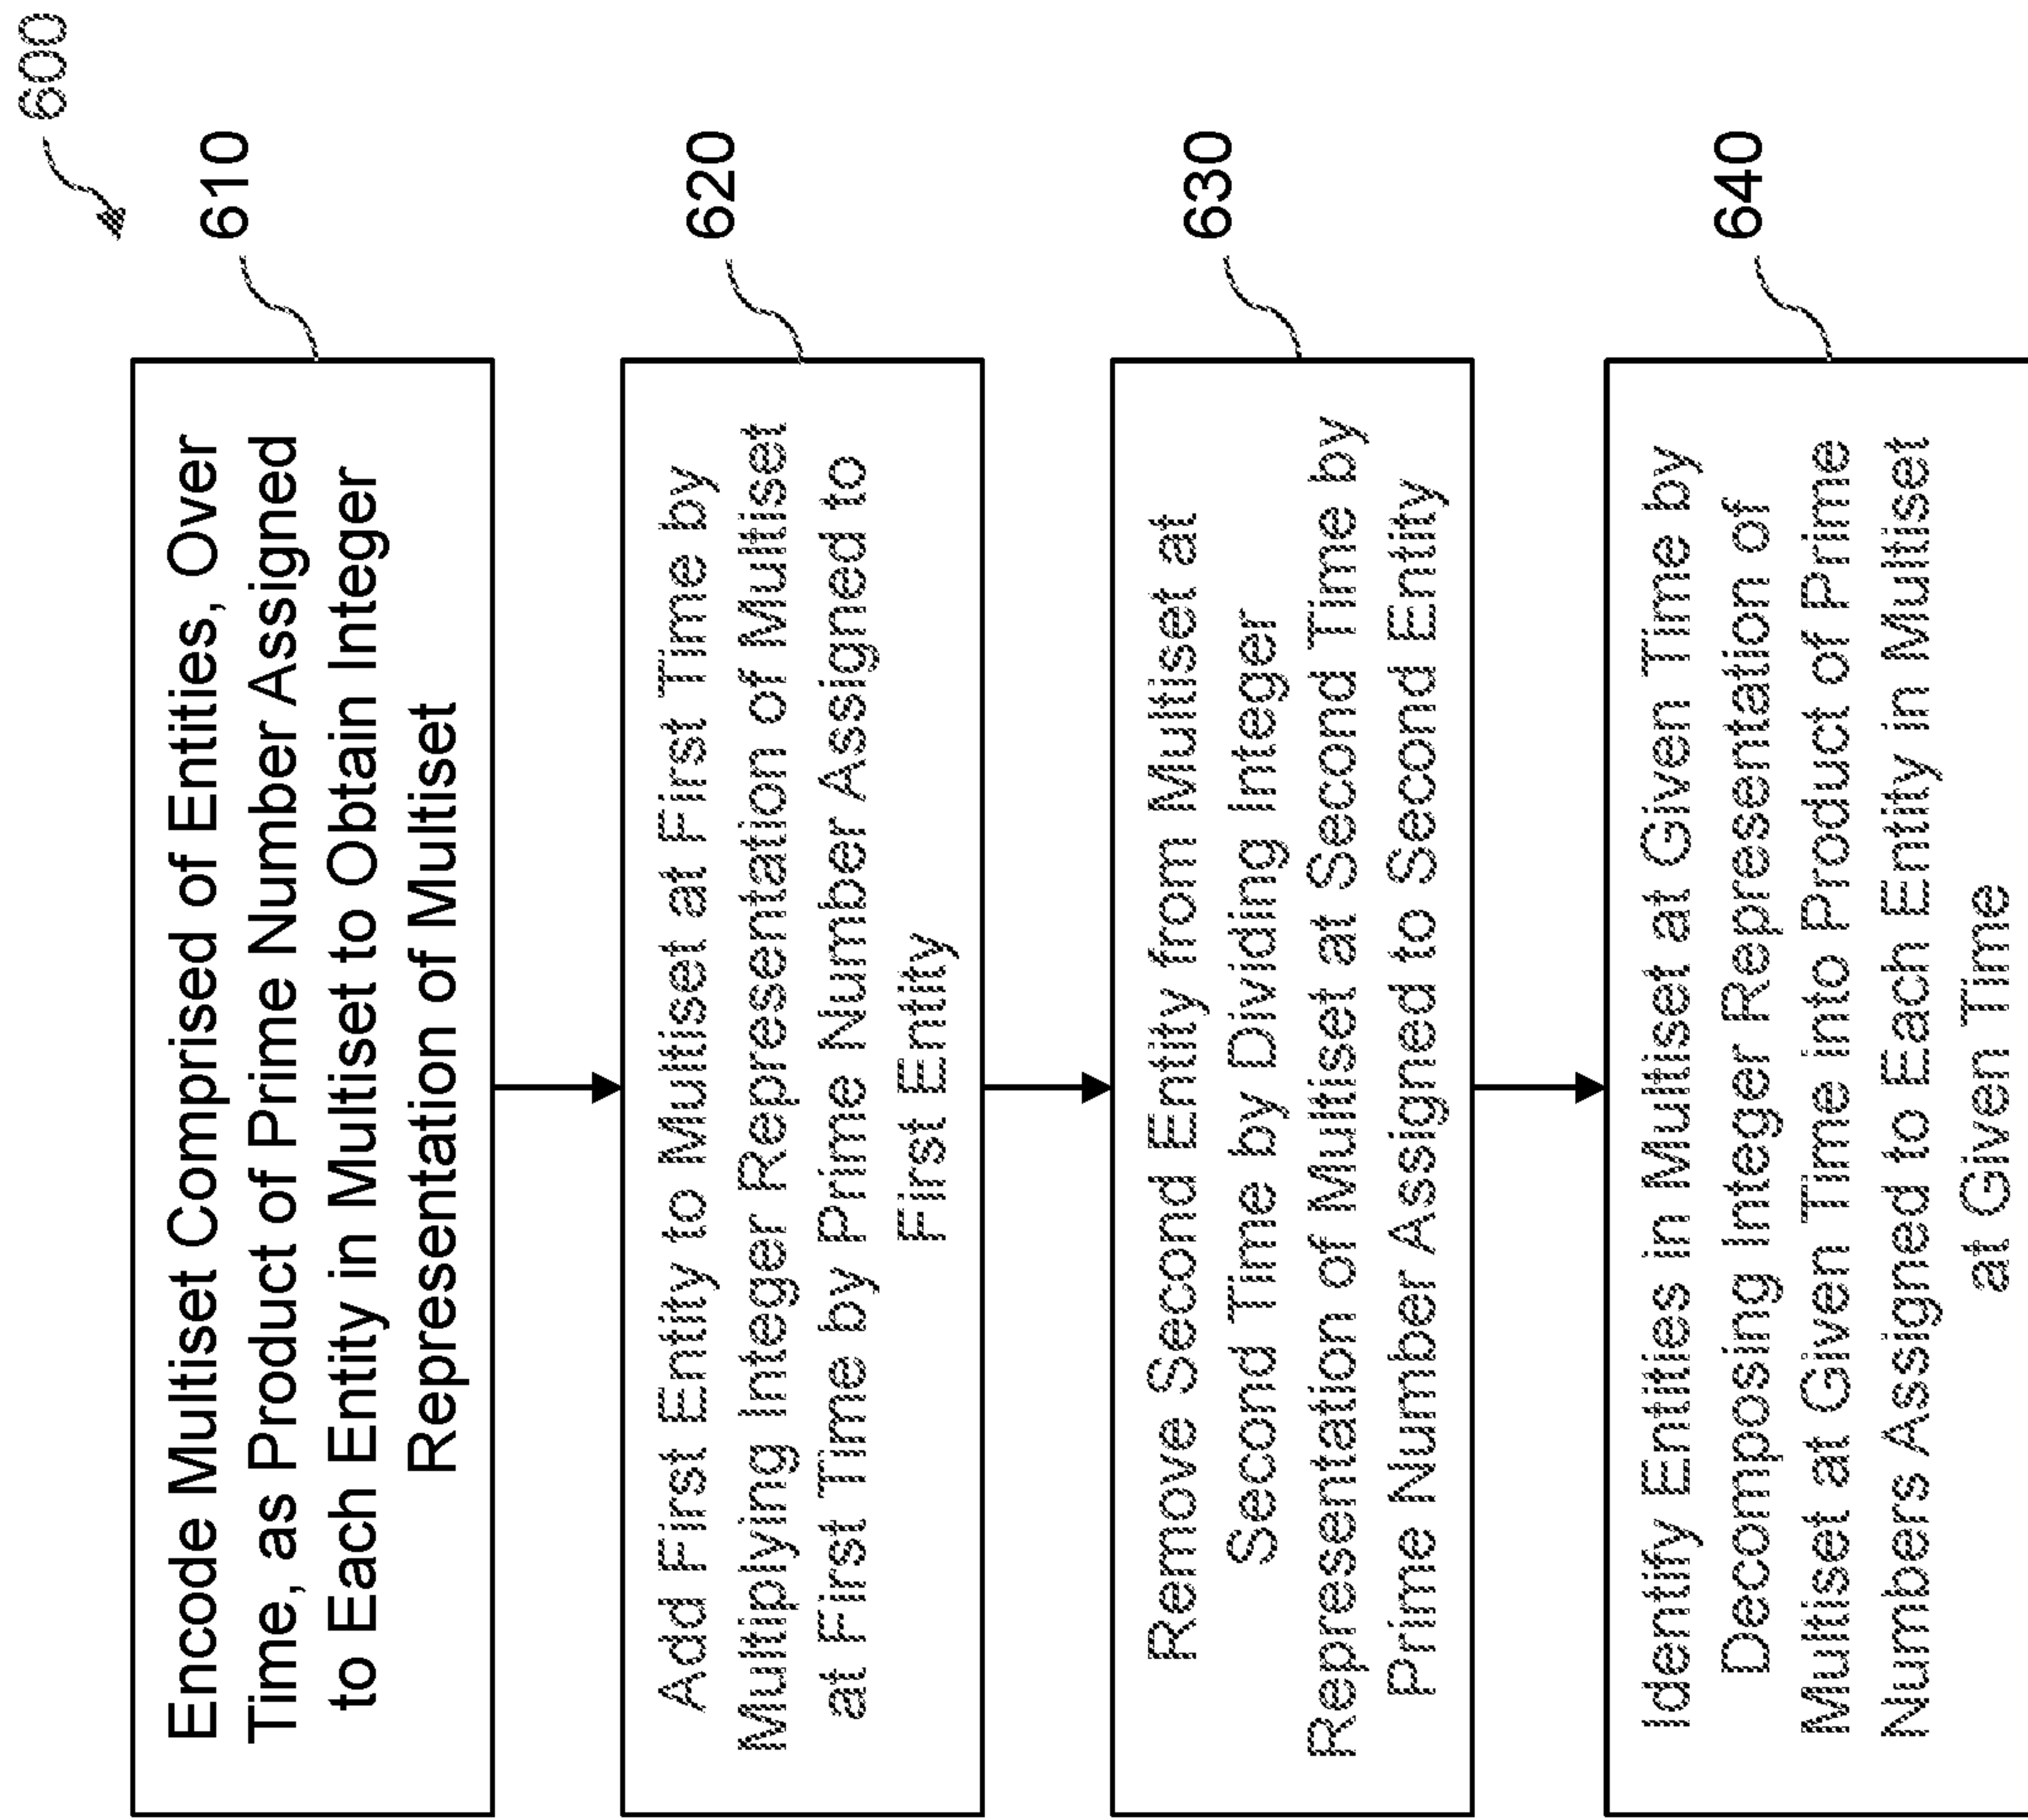 600
Encode Multiset Comprised of Entities, Over
Time, as Product of Prime Number Assigned
to Each Entity in Multiset to Obtain Integer
Representation of Multiset
610
Add First Entity to Multiset at First Time by
Multiplying Integer Representation of Multiset
at First Time by Prime Number Assigned to
First Entity
620
Remove Second Entity from Multiset at
Second Time by Dividing Integer
Representation of Multiset at Second Time by
Prime Number Assigned to Second Entity
630
Identify Entities in Multiset at Given Time by
Decomposing Integer Representation of
Multiset at Given Time into Product of Prime
Numbers Assigned to Each Entity in Multiset
at Given Time
640